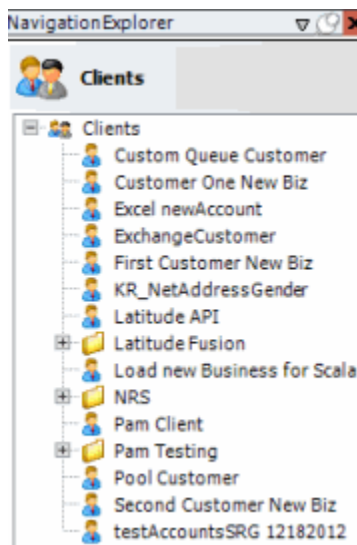 NavigationExplorer
Clients
Clients
Custom Queue Customer
Customer One New Biz
Excel newAccount
ExchangeCustomer
First Customer New Biz
KR_NetAddressGender
Latitude API
Latitude Fusion
Load new Business for Scala
NRS
Pam Client
Pam Testing
Pool Customer
Second Customer New Biz
testAccountsSRG 12182012